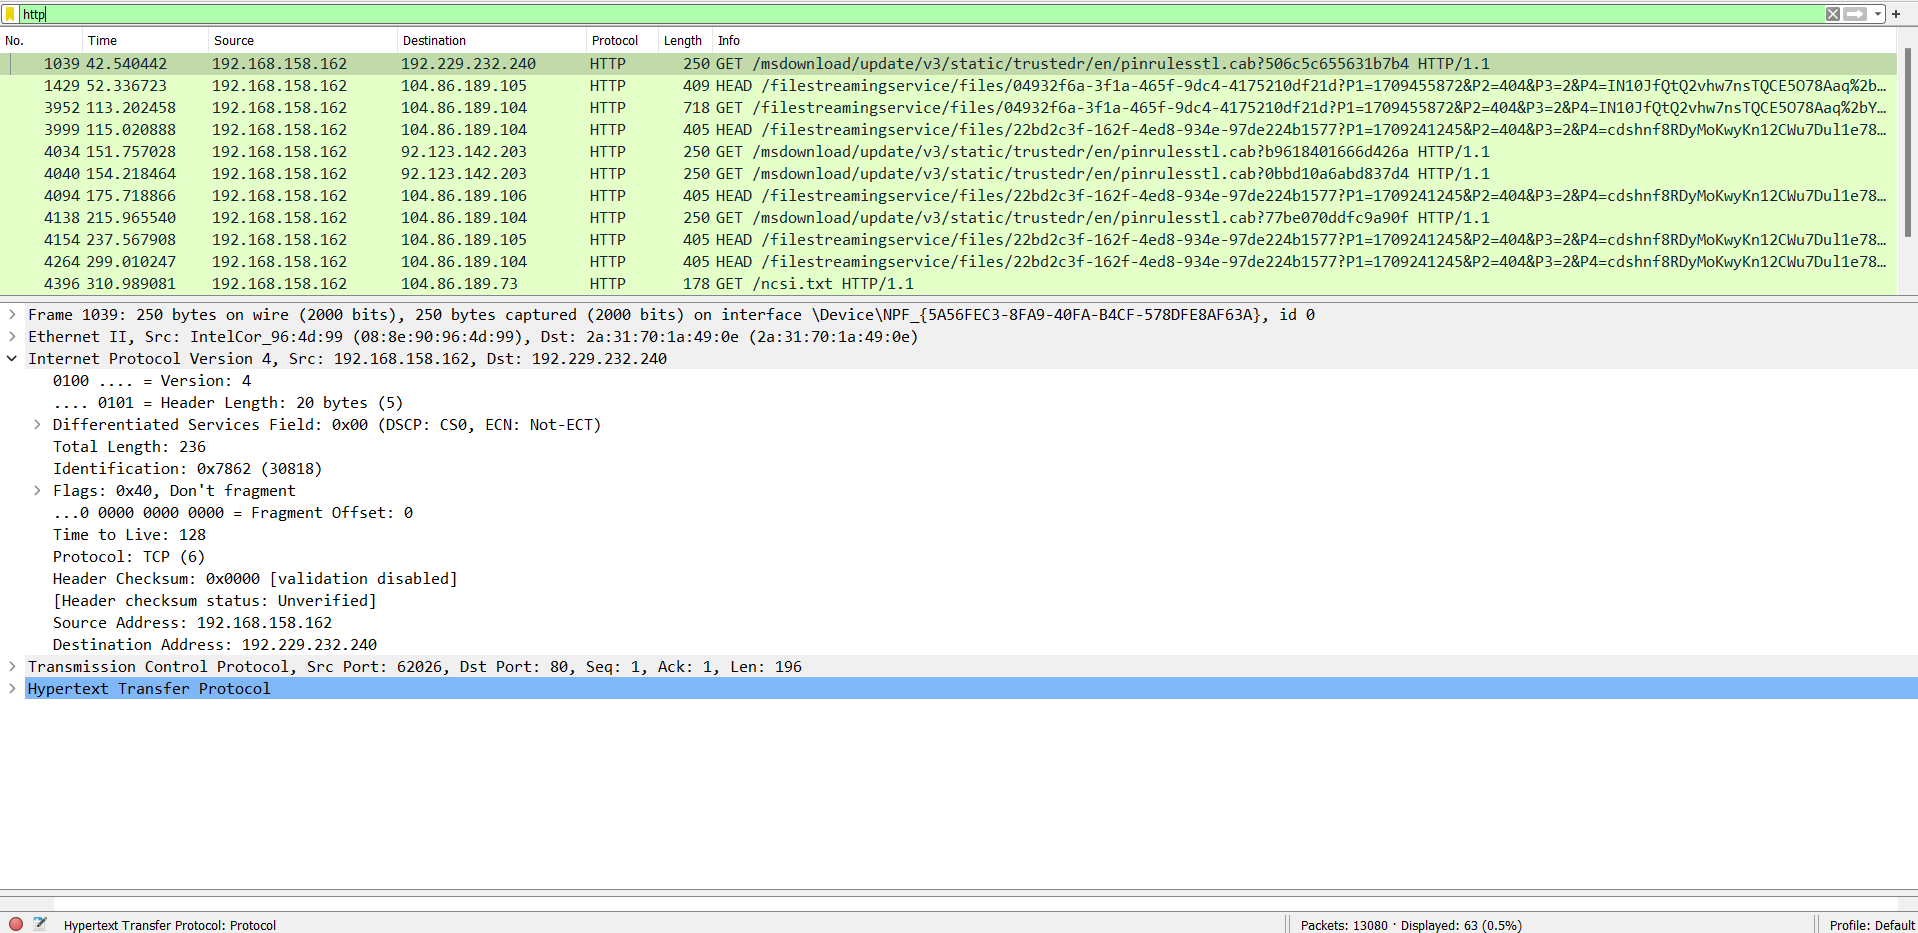 http
No. Time Source Destination Protocol Length Info
1039 42.540442 192.168.158.162 192.229.232.240 HTTP 250 GET /msdownload/update/v3/static/trustedr/en/pinrulesstl.cab?506c5c655631b7b4 HTTP/1.1
1429 52.336723 192.168.158.162 104.86.189.105 HTTP 409 HEAD /filestreamingservice/files/04932f6a-3f1a-465f-9dc4-4175210df21d?P1=1709455872&P2=404&P3=2&P4=IN10JfQtQ2vhw7nsTQCE5O78Aaq%2b…
3952 113.202458 192.168.158.162 104.86.189.104 HTTP 718 GET /filestreamingservice/files/04932f6a-3f1a-465f-9dc4-4175210df21d?P1=1709455872&P2=404&P3=2&P4=IN10JfQtQ2vhw7nsTQCE5O78Aaq%2bY…
3999 115.020888 192.168.158.162 104.86.189.104 HTTP 405 HEAD /filestreamingservice/files/22bd2c3f-162f-4ed8-934e-97de224b1577?P1=1709241245&P2=404&P3=2&P4=cdshnf8RDyMoKwyKn12CWu7Dul1e78…
4034 151.757028 192.168.158.162 92.123.142.203 HTTP 250 GET /msdownload/update/v3/static/trustedr/en/pinrulesstl.cab?b9618401666d426a HTTP/1.1
4040 154.218464 192.168.158.162 92.123.142.203 HTTP 250 GET /msdownload/update/v3/static/trustedr/en/pinrulesstl.cab?0bbd10a6abd837d4 HTTP/1.1
4094 175.718866 192.168.158.162 104.86.189.106 HTTP 405 HEAD /filestreamingservice/files/22bd2c3f-162f-4ed8-934e-97de224b1577?P1=1709241245&P2=404&P3=2&P4=cdshnf8RDyMoKwyKn12CWu7Dul1e78…
4138 215.965540 192.168.158.162 104.86.189.104 HTTP 250 GET /msdownload/update/v3/static/trustedr/en/pinrulesstl.cab?77be070ddfc9a90f HTTP/1.1
4154 237.567908 192.168.158.162 104.86.189.105 HTTP 405 HEAD /filestreamingservice/files/22bd2c3f-162f-4ed8-934e-97de224b1577?P1=1709241245&P2=404&P3=2&P4=cdshnf8RDyMoKwyKn12CWu7Dul1e78…
4264 299.010247 192.168.158.162 104.86.189.104 HTTP 405 HEAD /filestreamingservice/files/22bd2c3f-162f-4ed8-934e-97de224b1577?P1=1709241245&P2=404&P3=2&P4=cdshnf8RDyMoKwyKn12CWu7Dul1e78…
4396 310.989081 192.168.158.162 104.86.189.73 HTTP 178 GET /ncsi.txt HTTP/1.1
Frame 1039: 250 bytes on wire (2000 bits), 250 bytes captured (2000 bits) on interface \Device\NPF_{5A56FEC3-8FA9-40FA-B4CF-578DFE8AF63A}, id 0
Ethernet II, Src: IntelCor_96:4d:99 (08:8e:90:96:4d:99), Dst: 2a:31:70:1a:49:0e (2a:31:70:1a:49:0e)
Internet Protocol Version 4, Src: 192.168.158.162, Dst: 192.229.232.240
0100 .... = Version: 4
.... 0101 = Header Length: 20 bytes (5)
Differentiated Services Field: 0x00 (DSCP: CS0, ECN: Not-ECT)
Total Length: 236
Identification: 0x7862 (30818)
Flags: 0x40, Don't fragment
...0 0000 0000 0000 = Fragment Offset: 0
Time to Live: 128
Protocol: TCP (6)
Header Checksum: 0x0000 [validation disabled]
[Header checksum status: Unverified]
Source Address: 192.168.158.162
Destination Address: 192.229.232.240
Transmission Control Protocol, Src Port: 62026, Dst Port: 80, Seq: 1, Ack: 1, Len: 196
Hypertext Transfer Protocol
Hypertext Transfer Protocol: Protocol
Packets: 13080 · Displayed: 63 (0.5%)
Profile: Default